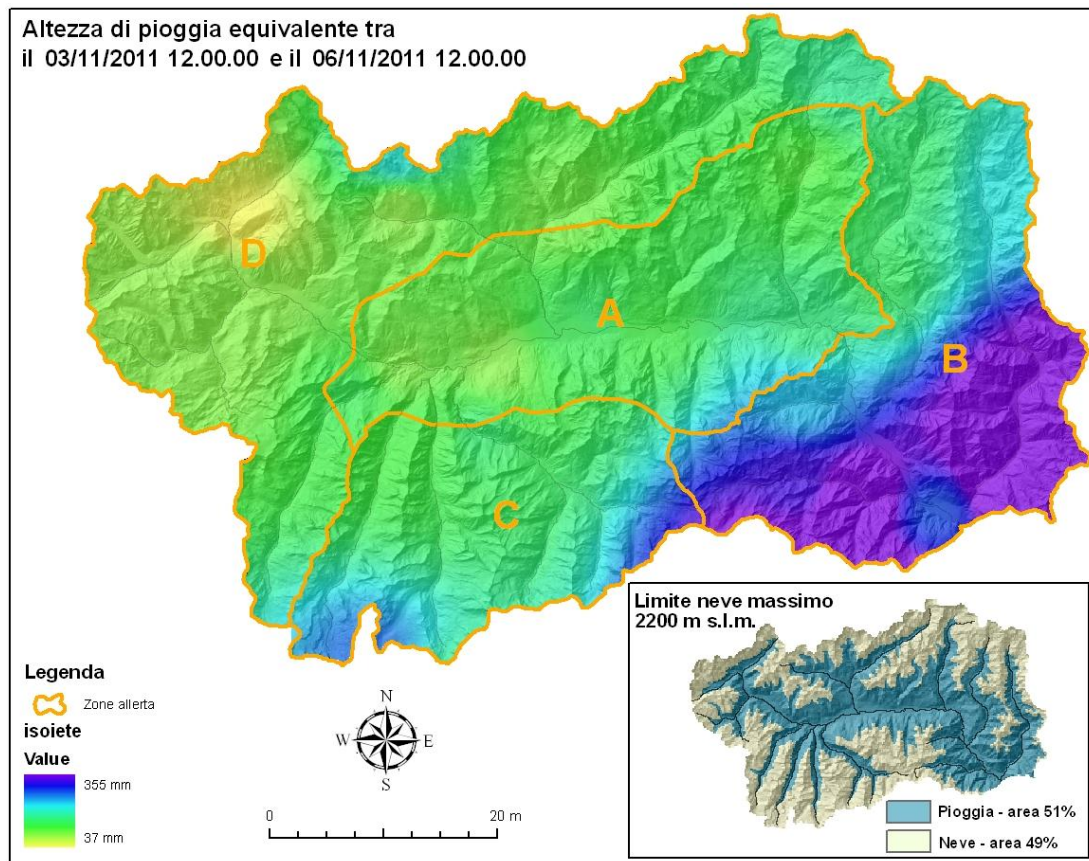 Altezza di pioggia equivalente tra
il 03/11/2011 12.00.00 e il 06/11/2011 12.00.00
D
A
B
C
Legenda
Zone allerta
isoiete
Value
355 mm
37 mm
N
W
E
S
0
20 m
Limite neve massimo
2200 m s.l.m.
Pioggia - area 51%
Neve - area 49%